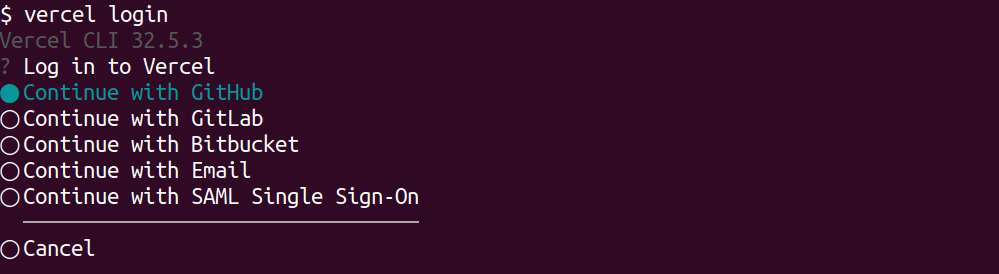 $ vercel login
Vercel CLI 32.5.3
? Log in to Vercel
Continue with GitHub
Continue with GitLab
Continue with Bitbucket
Continue with Email
Continue with SAML Single Sign-On
Cancel